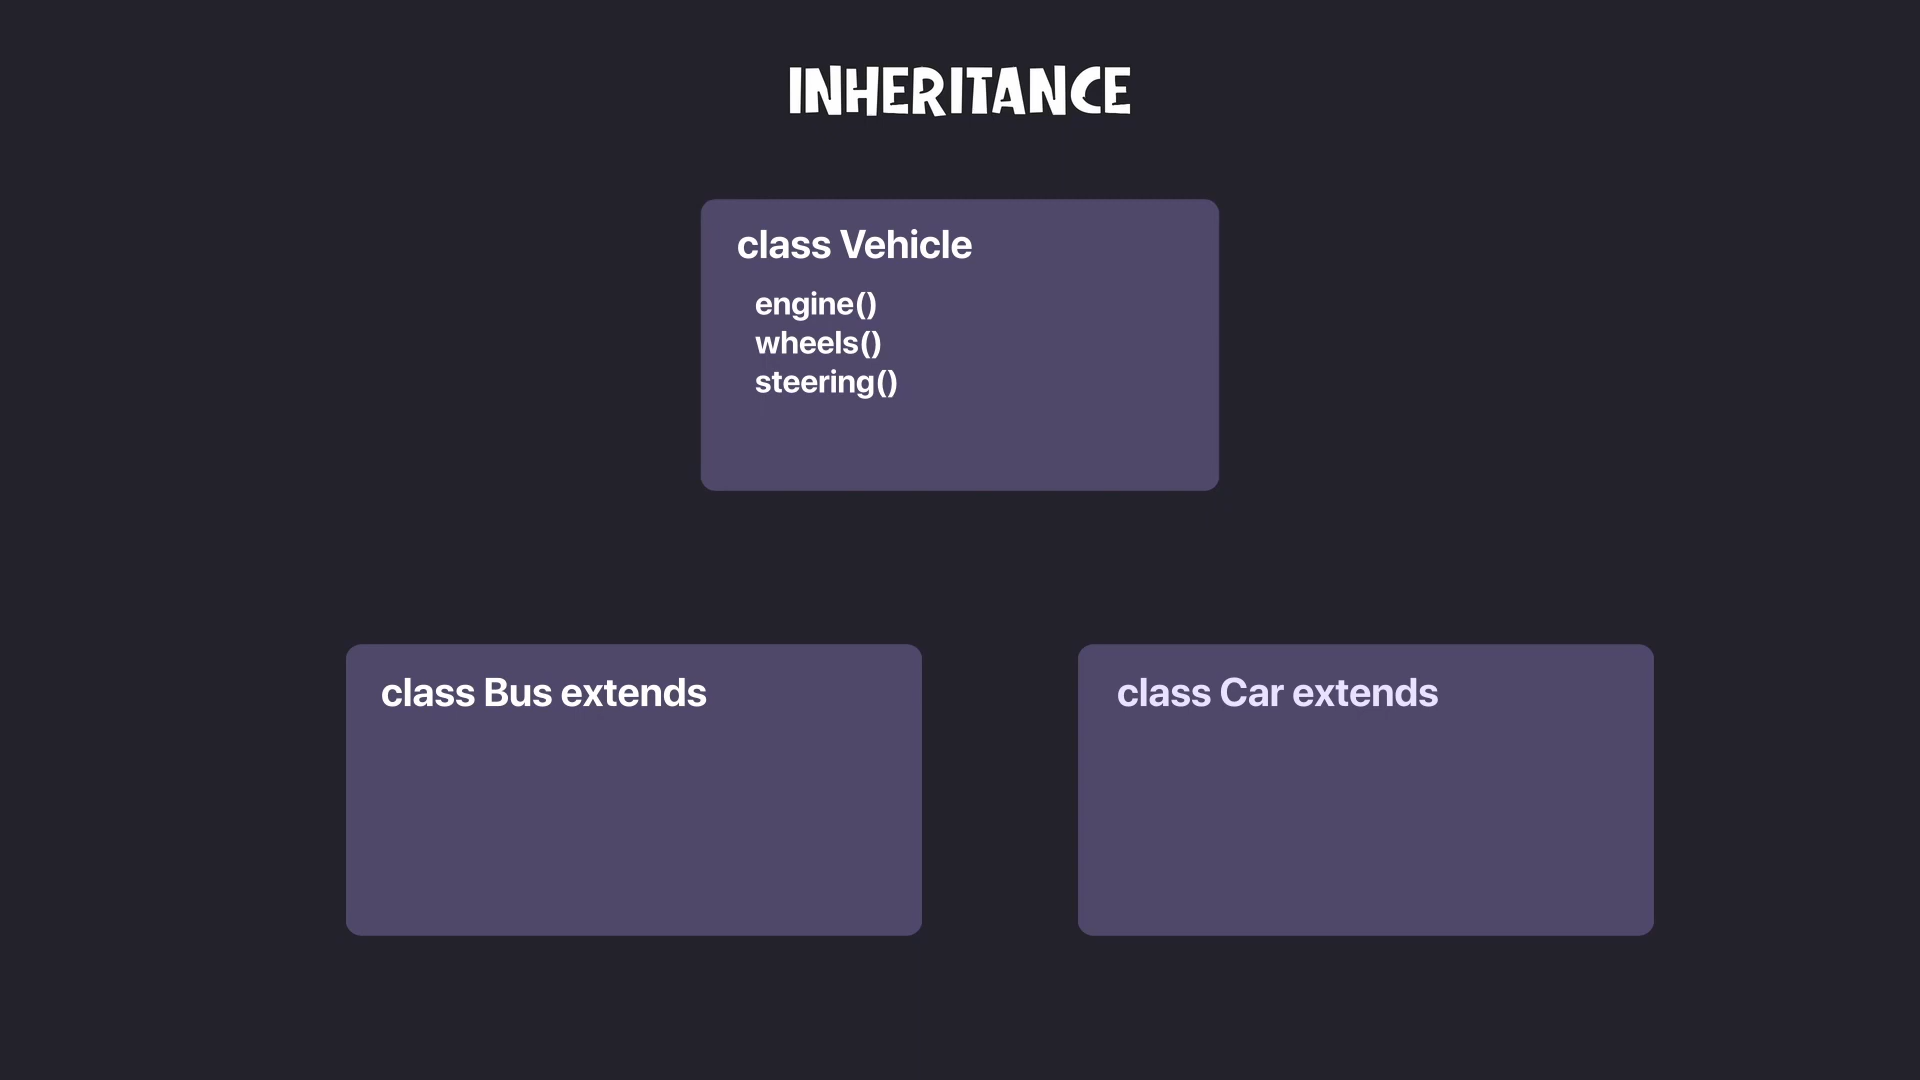 INHERITANCE
class Vehicle
engine()
wheels()
steering()
class Bus extends
class Car extends